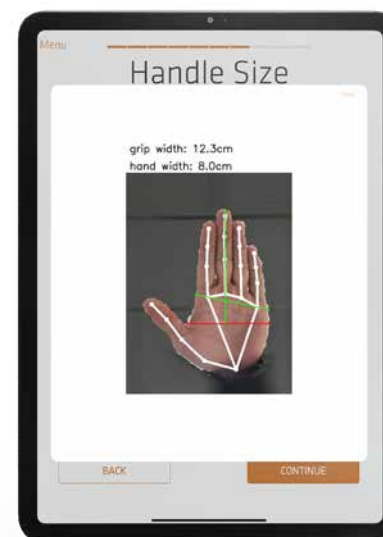 Menu
Handle Size
grip width: 12.3cm
hand width: 8.0cm
BACK
CONTINUE